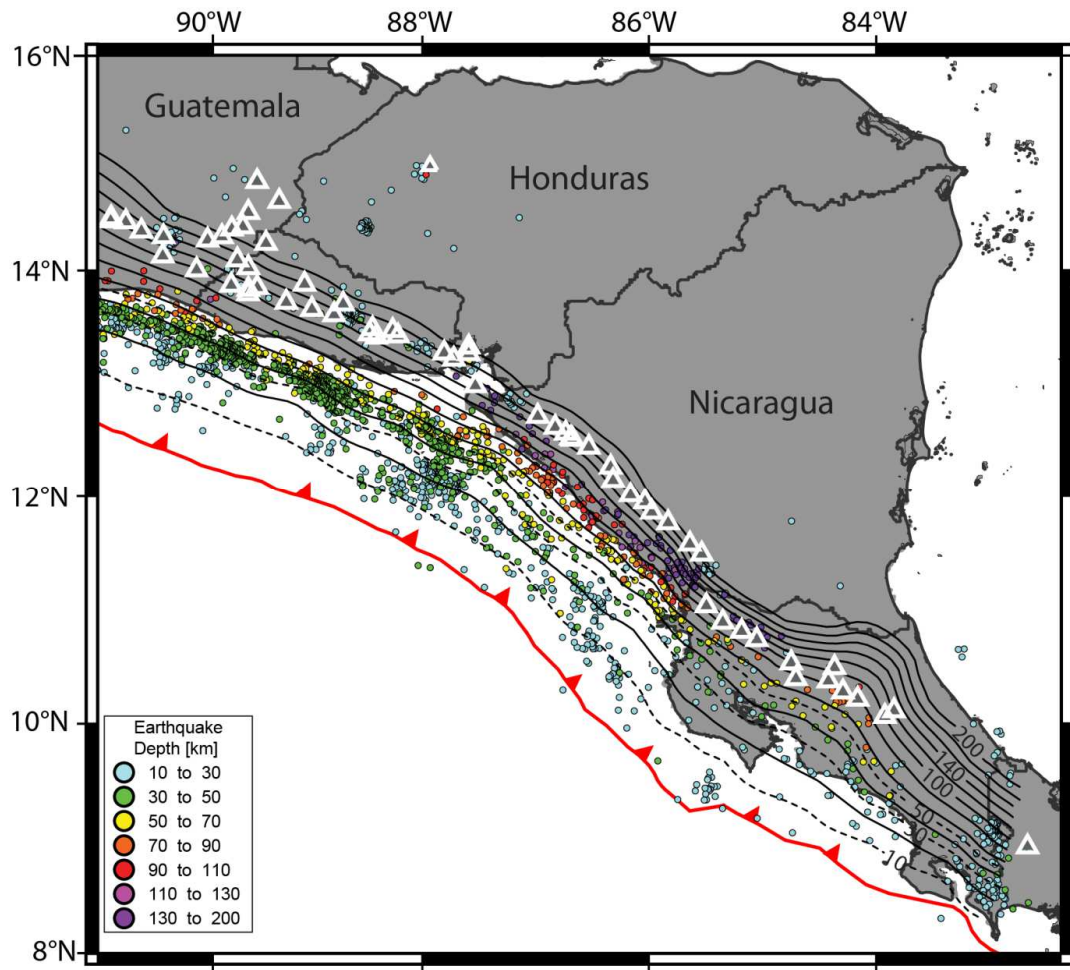 90°W 88°W 86°W 84°W
16°N
Guatemala
Honduras
14°N
Nicaragua
12°N
10°N
Earthquake
Depth [km]
10 to 30
30 to 50
50 to 70
70 to 90
90 to 110
110 to 130
130 to 200
200
140
100
50
10
8°N